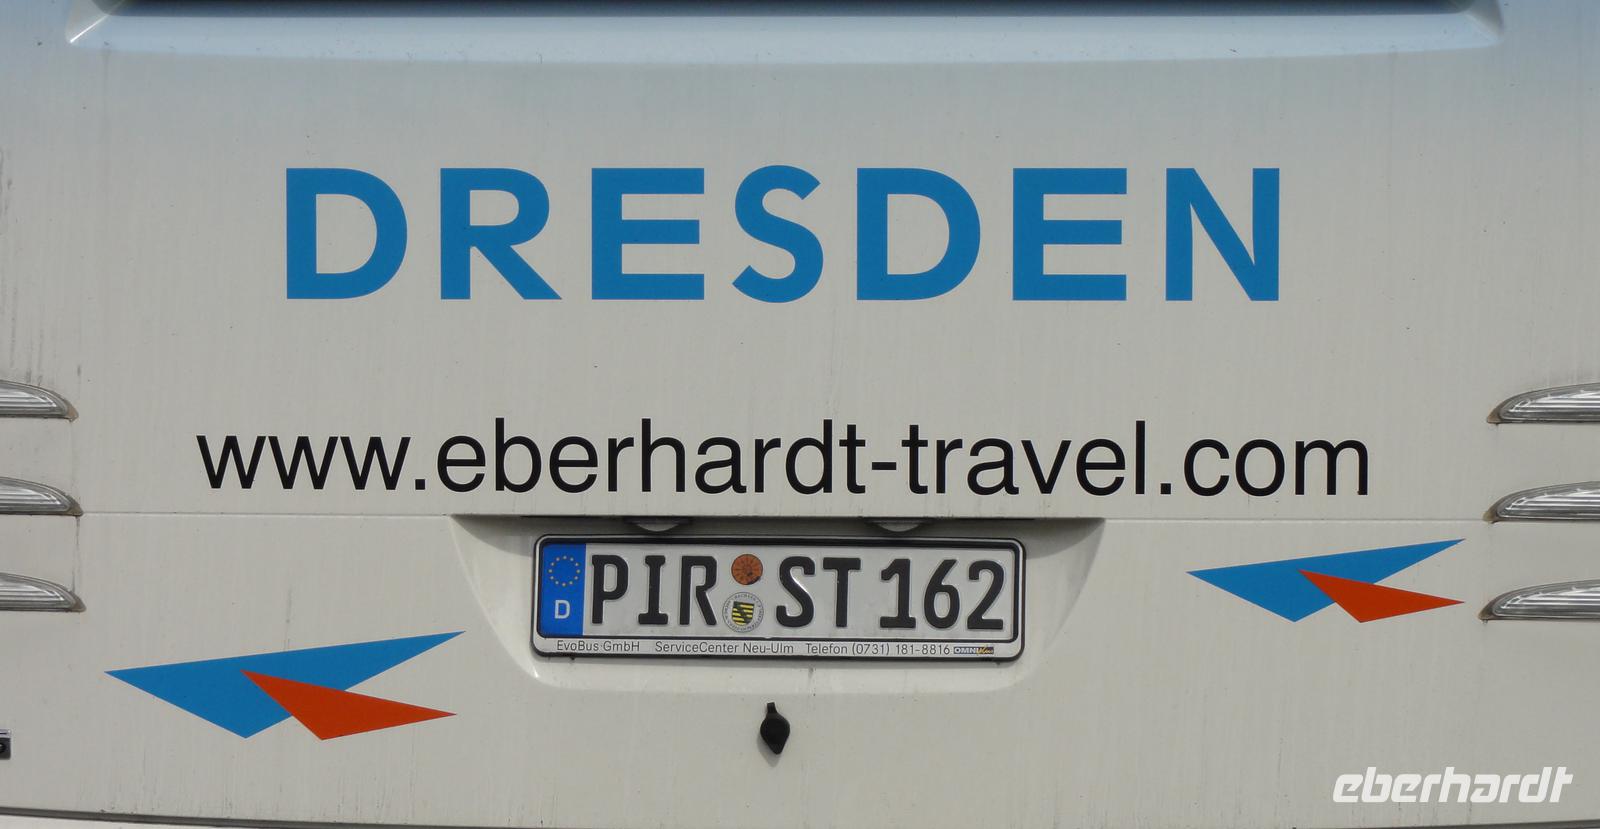 DRESDEN
www.eberhardt-travel.com
D PIR ST 162
EvoBus GmbH ServiceCenter Neu-Ulm Telefon (0731) 181-8816
eberhardt